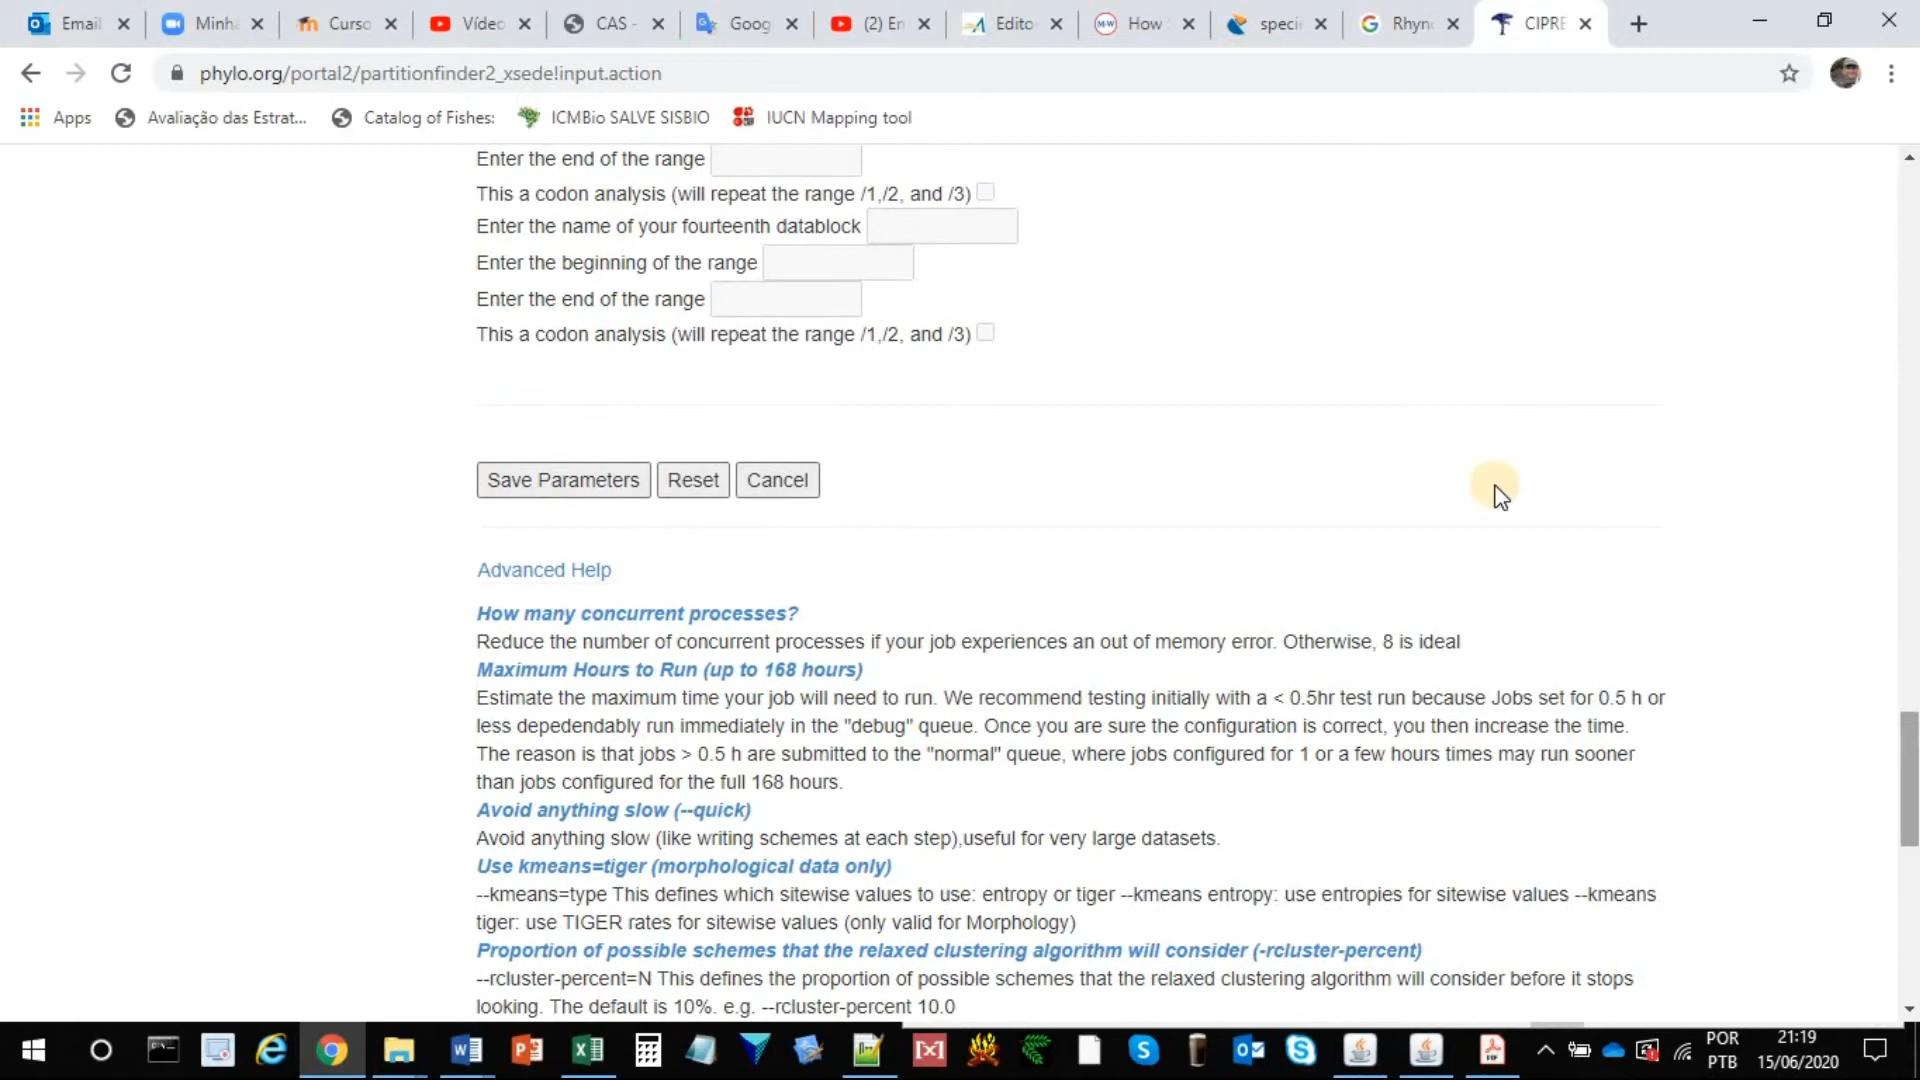 Email
Minha
Curso
Vídeo
CAS -
Goog
(2) En
Edito
How
specie
Rhync
CIPRE
phylo.org/portal2/partitionfinder2_xsede!input.action
Apps
Avaliação das Estrat...
Catalog of Fishes:
ICMBio SALVE SISBIO
IUCN Mapping tool
Enter the end of the range
This a codon analysis (will repeat the range /1,/2, and /3)
Enter the name of your fourteenth datablock
Enter the beginning of the range
Enter the end of the range
This a codon analysis (will repeat the range /1,/2, and /3)
Save Parameters Reset Cancel
Advanced Help
How many concurrent processes?
Reduce the number of concurrent processes if your job experiences an out of memory error. Otherwise, 8 is ideal
Maximum Hours to Run (up to 168 hours)
Estimate the maximum time your job will need to run. We recommend testing initially with a < 0.5hr test run because Jobs set for 0.5 h or
less depedendably run immediately in the "debug" queue. Once you are sure the configuration is correct, you then increase the time.
The reason is that jobs > 0.5 h are submitted to the "normal" queue, where jobs configured for 1 or a few hours times may run sooner
than jobs configured for the full 168 hours.
Avoid anything slow (--quick)
Avoid anything slow (like writing schemes at each step),useful for very large datasets.
Use kmeans=tiger (morphological data only)
--kmeans=type This defines which sitewise values to use: entropy or tiger --kmeans entropy: use entropies for sitewise values --kmeans
tiger: use TIGER rates for sitewise values (only valid for Morphology)
Proportion of possible schemes that the relaxed clustering algorithm will consider (-rcluster-percent)
--rcluster-percent=N This defines the proportion of possible schemes that the relaxed clustering algorithm will consider before it stops
looking. The default is 10%. e.g. --rcluster-percent 10.0
POR
PTB
21:19
15/06/2020